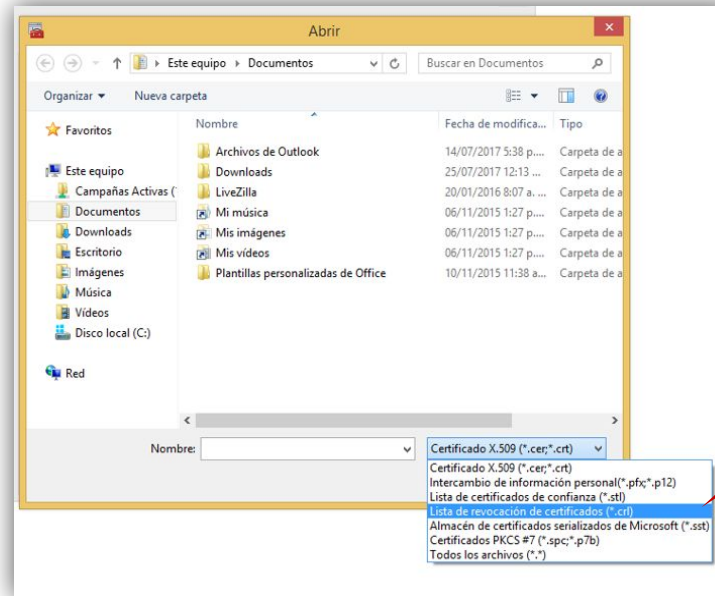 Abrir
Este equipo Documentos
Buscar en Documentos
Organizar Nueva carpeta
Favoritos
Este equipo
Campañas Activas (
Documentos
Downloads
Escritorio
Imágenes
Música
Vídeos
Disco local (C:)
Red
Nombre Fecha de modifica... Tipo
Archivos de Outlook 14/07/2017 5:38 p.... Carpeta de a
Downloads 25/07/2017 12:13 ... Carpeta de a
LiveZilla 20/01/2016 8:07 a. ... Carpeta de a
Mi música 06/11/2015 1:27 p.... Carpeta de a
Mis imágenes 06/11/2015 1:27 p.... Carpeta de a
Mis vídeos 06/11/2015 1:27 p.... Carpeta de a
Plantillas personalizadas de Office 10/11/2015 11:38 a... Carpeta de a
Nombre: Certificado X.509 (*.cer;*.crt)
Certificado X.509 (*.cer;*.crt)
Intercambio de información personal(*.pfx;*.p12)
Lista de certificados de confianza (*.stl)
Lista de revocación de certificados (*.crl)
Almacén de certificados serializados de Microsoft (*.sst)
Certificados PKCS #7 (*.spc;*.p7b)
Todos los archivos (*.*)